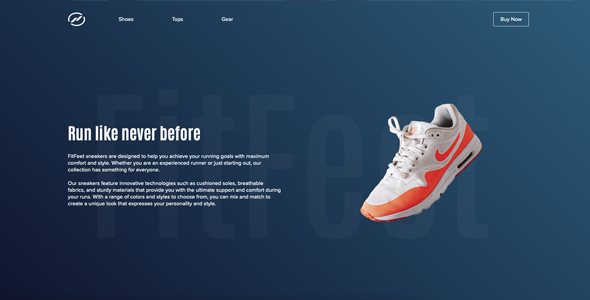 Shoes Tops Gear Buy Now
FitFeet
Run like never before
FitFeet sneakers are designed to help you achieve your running goals with maximum
comfort and style. Whether you are an experienced runner or just starting out, our
collection has something for everyone.
Our sneakers feature innovative technologies such as cushioned soles, breathable
fabrics, and sturdy materials that provide you with the ultimate support and comfort during
your runs. With a range of colors and styles to choose from, you can mix and match to
create a unique look that expresses your personality and style.